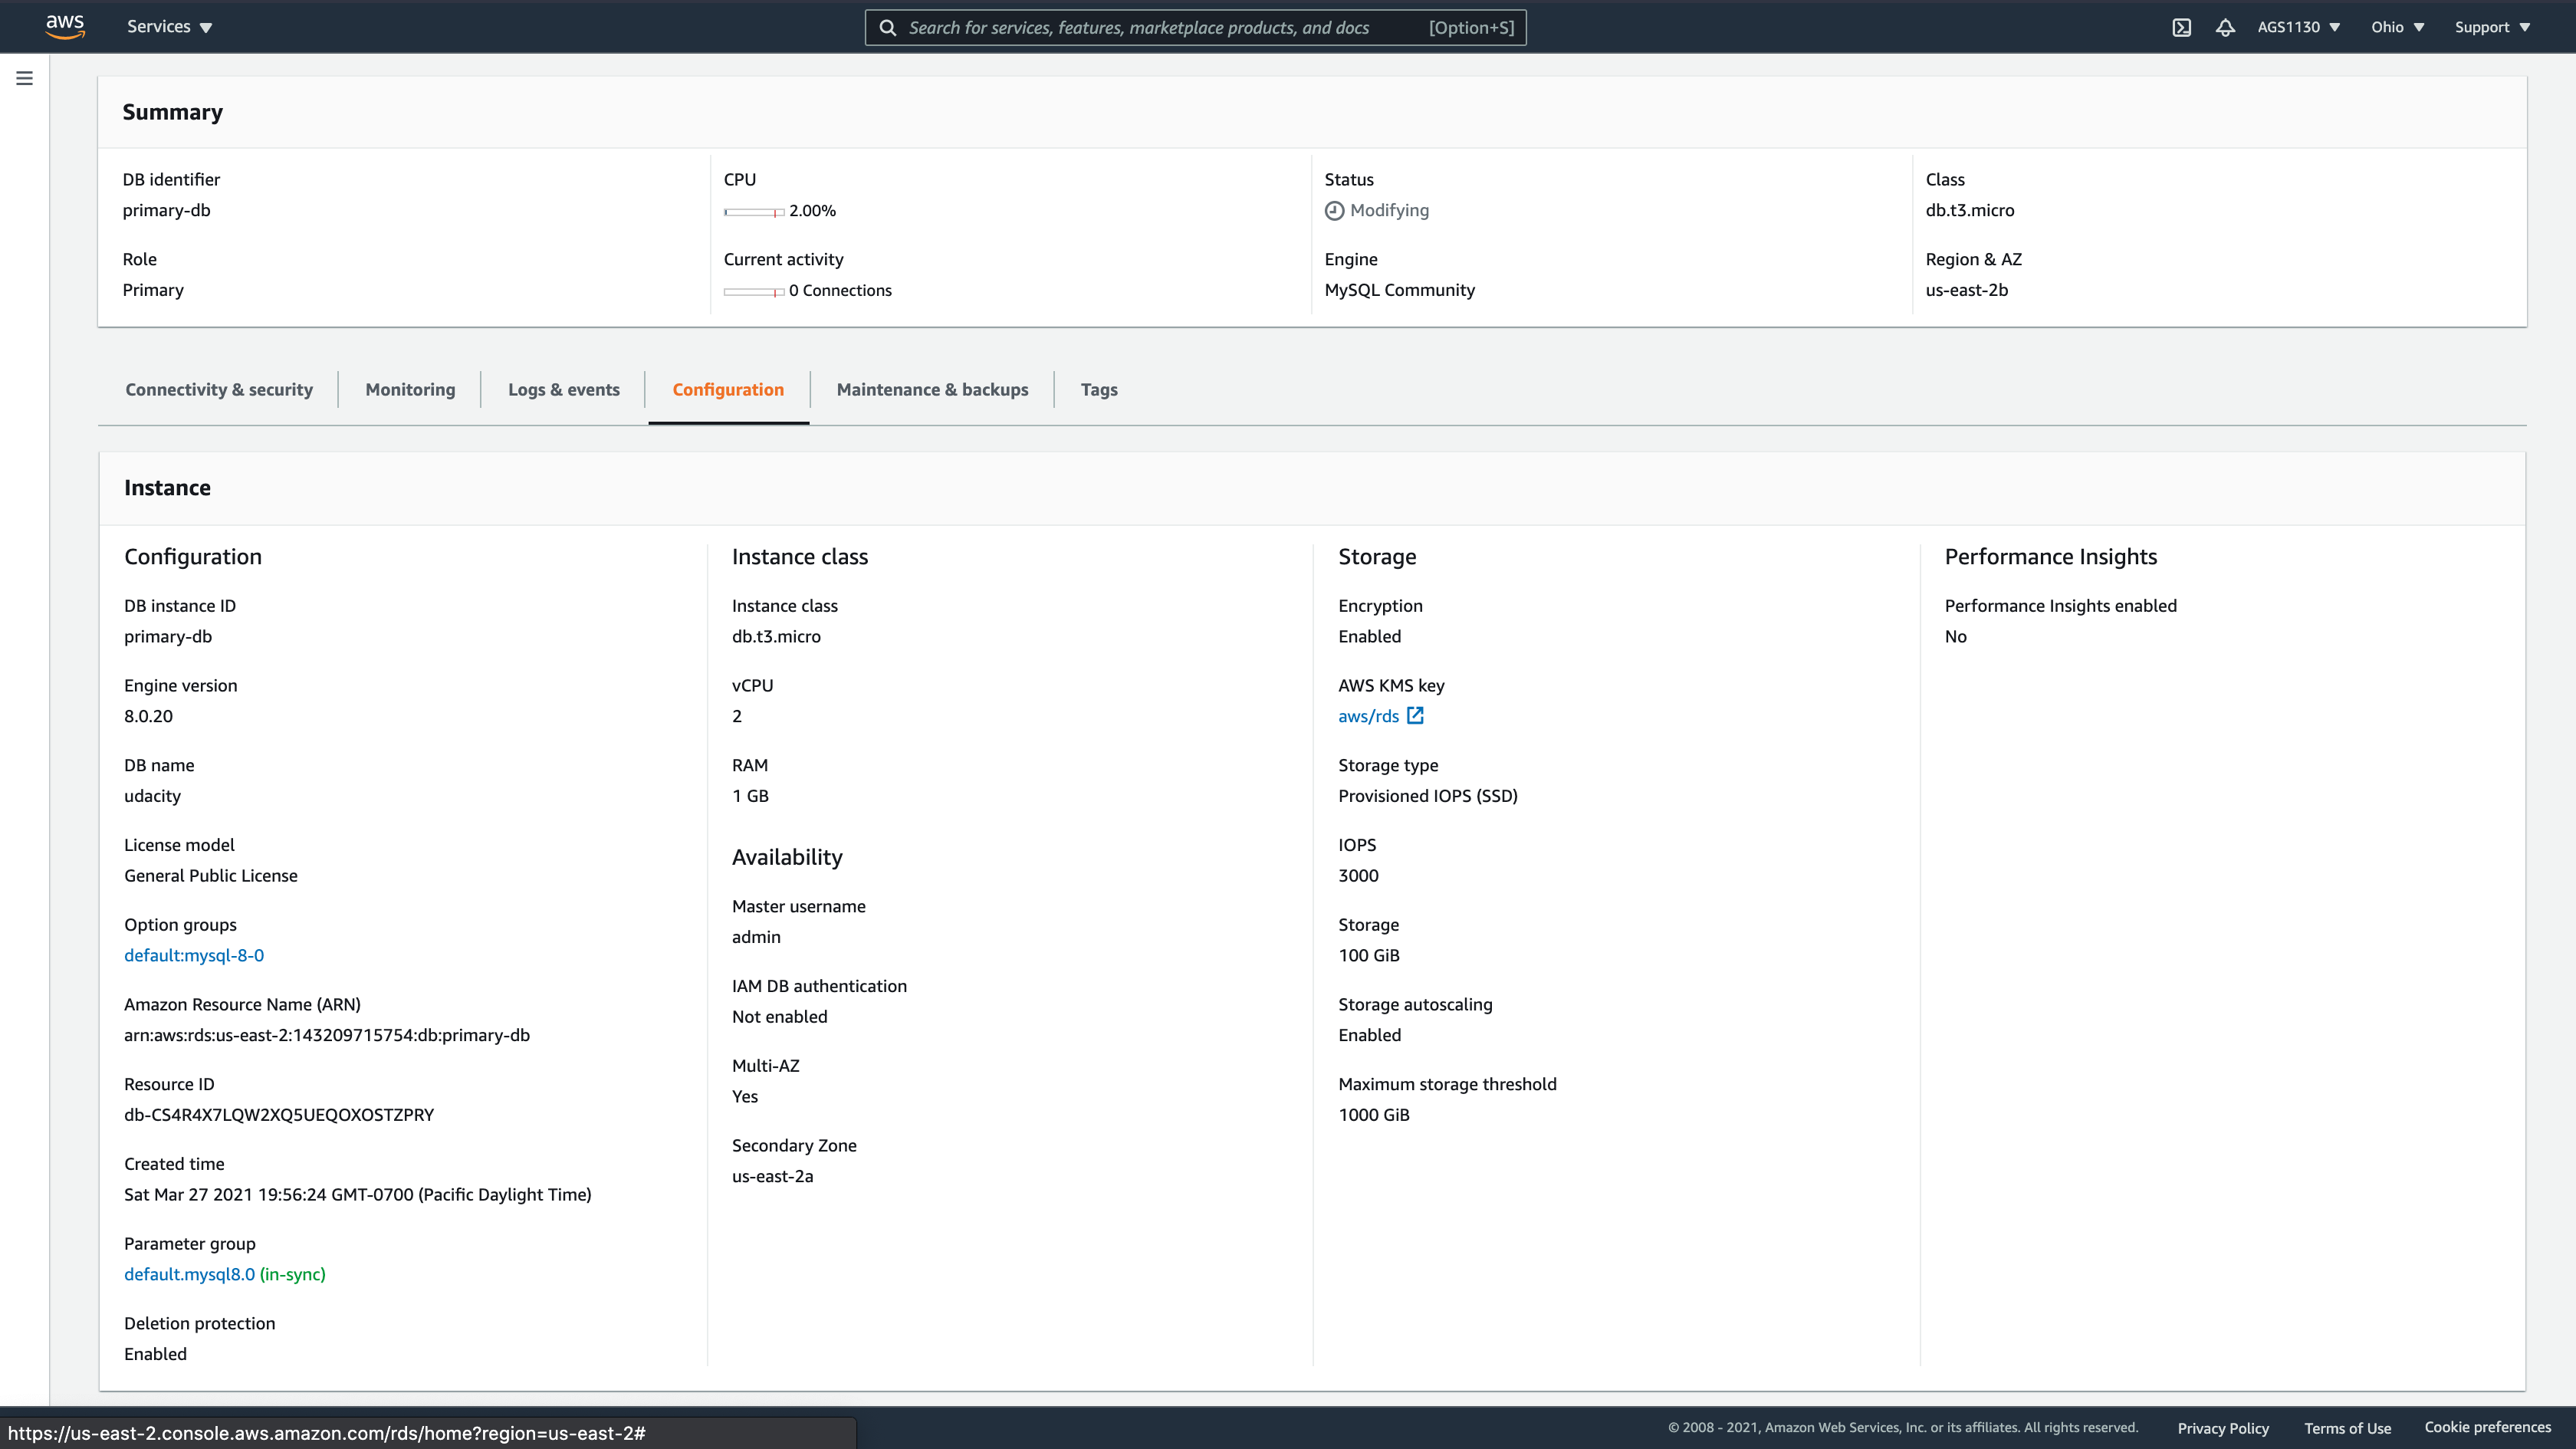 aws
Services
Search for services, features, marketplace products, and docs
[Option+S]
AGS1130
Ohio
Support
Summary
DB identifier
primary-db
Role
Primary
CPU
2.00%
Current activity
0 Connections
Status
Modifying
Engine
MySQL Community
Class
db.t3.micro
Region & AZ
us-east-2b
Connectivity & security
Monitoring
Logs & events
Configuration
Maintenance & backups
Tags
Instance
Configuration
DB instance ID
primary-db
Engine version
8.0.20
DB name
udacity
License model
General Public License
Option groups
default:mysql-8-0
Amazon Resource Name (ARN)
arn:aws:rds:us-east-2:143209715754:db:primary-db
Resource ID
db-CS4R4X7LQW2XQ5UEQOXOSTZPRY
Created time
Sat Mar 27 2021 19:56:24 GMT-0700 (Pacific Daylight Time)
Parameter group
default.mysql8.0 (in-sync)
Deletion protection
Enabled
Instance class
Instance class
db.t3.micro
vCPU
2
RAM
1 GB
Availability
Master username
admin
IAM DB authentication
Not enabled
Multi-AZ
Yes
Secondary Zone
us-east-2a
Storage
Encryption
Enabled
AWS KMS key
aws/rds
Storage type
Provisioned IOPS (SSD)
IOPS
3000
Storage
100 GiB
Storage autoscaling
Enabled
Maximum storage threshold
1000 GiB
Performance Insights
Performance Insights enabled
No
https://us-east-2.console.aws.amazon.com/rds/home?region=us-east-2#
© 2008 - 2021, Amazon Web Services, Inc. or its affiliates. All rights reserved.
Privacy Policy
Terms of Use
Cookie preferences